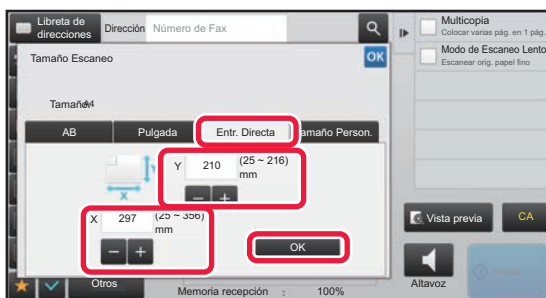 Libreta de
direcciones
Dirección
Número de Fax
Multicopia
Colocar varias pág. en 1 pág.
Modo de Escaneo Lento
Escanear orig. papel fino
Tamaño Escaneo
OK
Tamaño A4
AB
Pulgada
Entr. Directa
Tamaño Person.
Y
Y 210 (25 ~ 216)
mm
X
X 297 (25 ~ 356)
mm
OK
Vista previa
CA
Otros
Memoria recepción : 100%
Altavoz